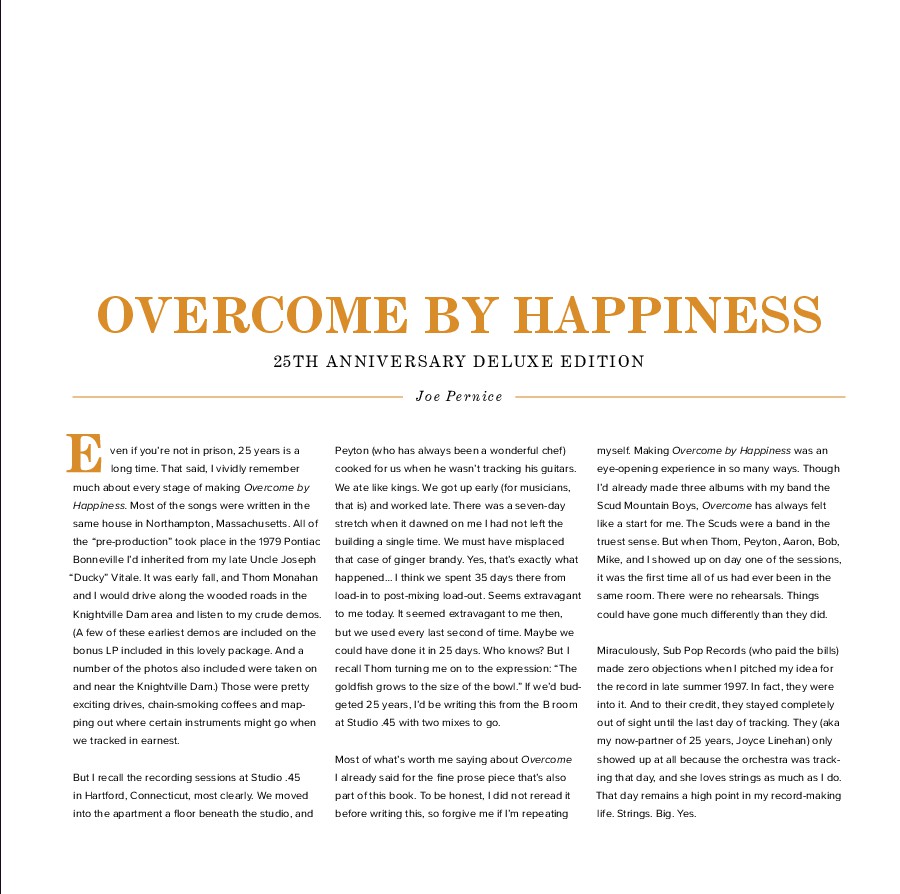 OVERCOME BY HAPPINESS
25TH ANNIVERSARY DELUXE EDITION
Joe Pernice
Even if you're not in prison, 25 years is a
long time. That said, I vividly remember
much about every stage of making Overcome by
Happiness. Most of the songs were written in the
same house in Northampton, Massachusetts. All of
the “pre-production” took place in the 1979 Pontiac
Bonneville I'd inherited from my late Uncle Joseph
“Ducky” Vitale. It was early fall, and Thom Monahan
and I would drive along the wooded roads in the
Knightville Dam area and listen to my crude demos.
(A few of these earliest demos are included on the
bonus LP included in this lovely package. And a
number of the photos also included were taken on
and near the Knightville Dam.) Those were pretty
exciting drives, chain-smoking coffees and map-
ping out where certain instruments might go when
we tracked in earnest.
But I recall the recording sessions at Studio .45
in Hartford, Connecticut, most clearly. We moved
into the apartment a floor beneath the studio, and
Peyton (who has always been a wonderful chef)
cooked for us when he wasn't tracking his guitars.
We ate like kings. We got up early (for musicians,
that is) and worked late. There was a seven-day
stretch when it dawned on me I had not left the
building a single time. We must have misplaced
that case of ginger brandy. Yes, that's exactly what
happened... I think we spent 35 days there from
load-in to post-mixing load-out. Seems extravagant
to me today. It seemed extravagant to me then,
but we used every last second of time. Maybe we
could have done it in 25 days. Who knows? But I
recall Thom turning me on to the expression: “The
goldfish grows to the size of the bowl.” If we'd bud-
geted 25 years, I'd be writing this from the B room
at Studio .45 with two mixes to go.
Most of what's worth me saying about Overcome
I already said for the fine prose piece that's also
part of this book. To be honest, I did not reread it
before writing this, so forgive me if I'm repeating
myself. Making Overcome by Happiness was an
eye-opening experience in so many ways. Though
I'd already made three albums with my band the
Scud Mountain Boys, Overcome has always felt
like a start for me. The Scuds were a band in the
truest sense. But when Thom, Peyton, Aaron, Bob,
Mike, and I showed up on day one of the sessions,
it was the first time all of us had ever been in the
same room. There were no rehearsals. Things
could have gone much differently than they did.
Miraculously, Sub Pop Records (who paid the bills)
made zero objections when I pitched my idea for
the record in late summer 1997. In fact, they were
into it. And to their credit, they stayed completely
out of sight until the last day of tracking. They (aka
my now-partner of 25 years, Joyce Linehan) only
showed up at all because the orchestra was track-
ing that day, and she loves strings as much as I do.
That day remains a high point in my record-making
life. Strings. Big. Yes.